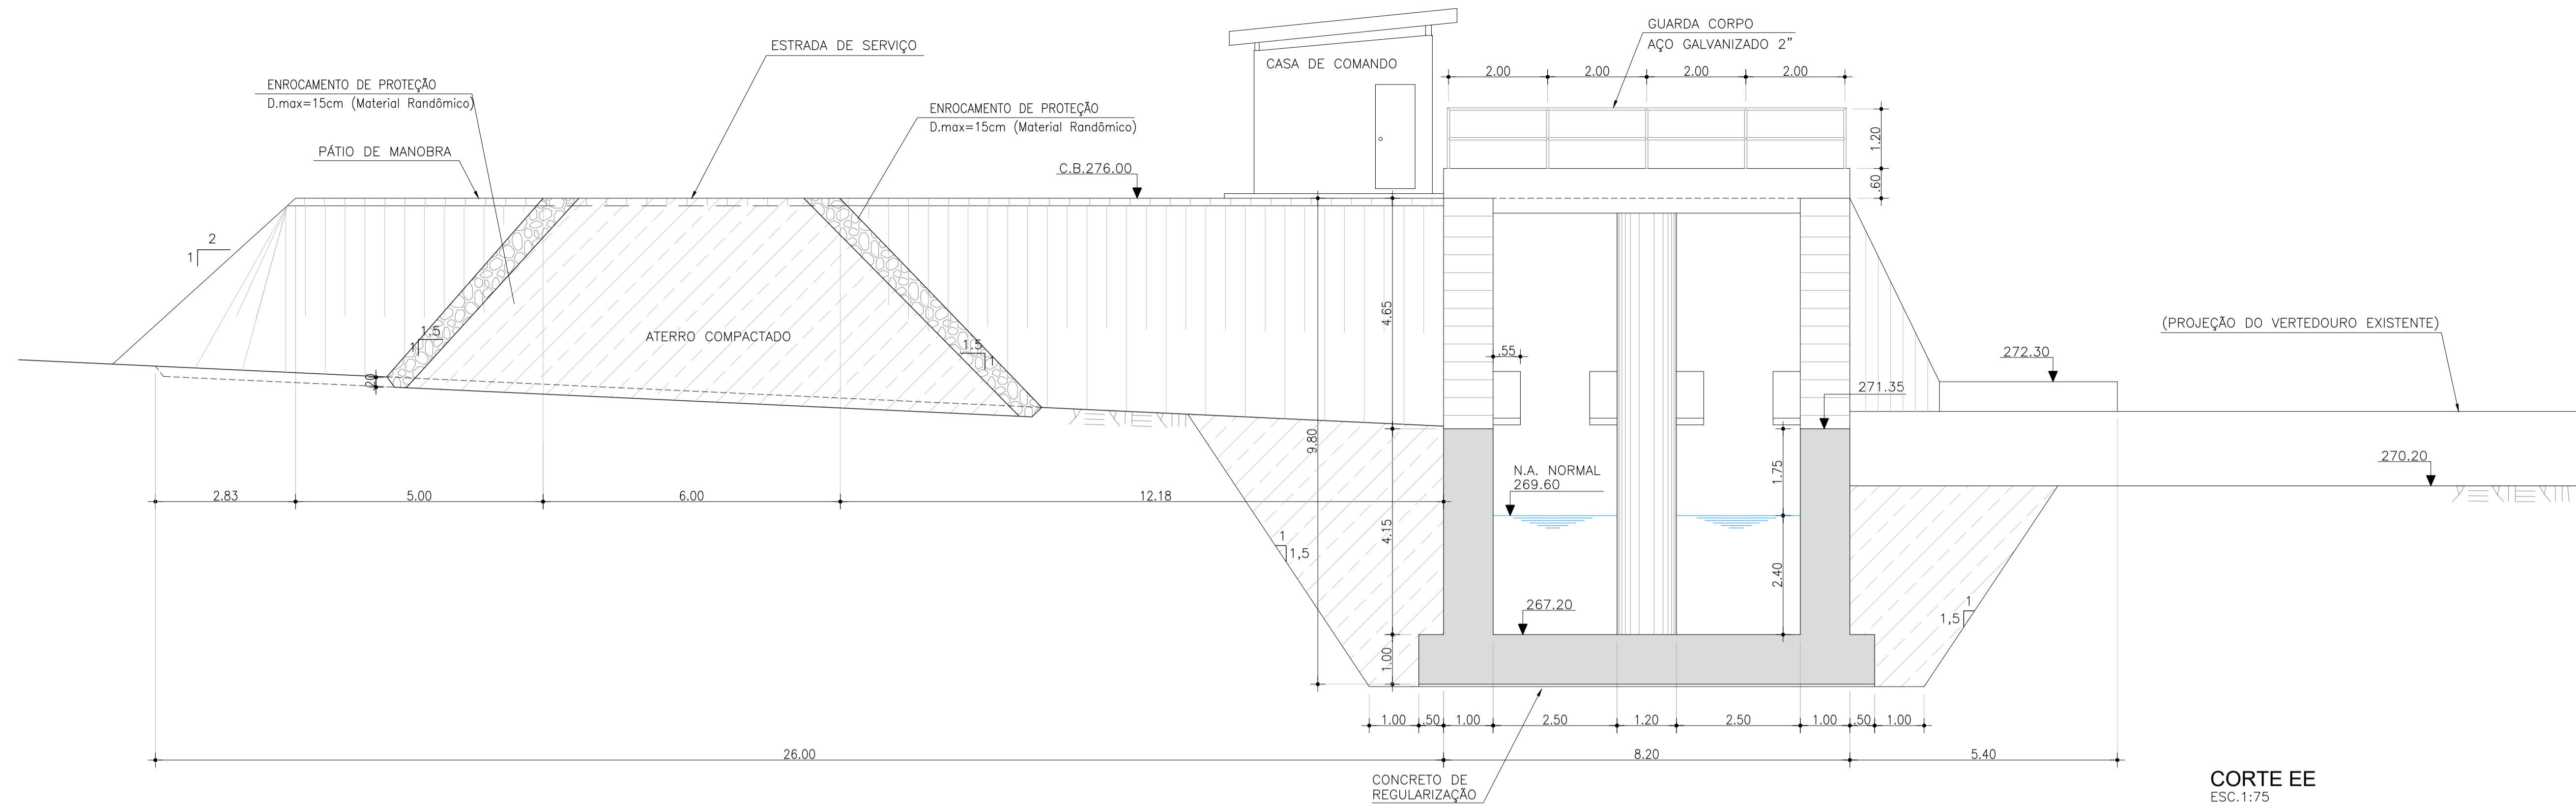 GUARDA CORPO
AÇO GALVANIZADO 2"
ESTRADA DE SERVIÇO
CASA DE COMANDO
2.00
2.00
2.00
2.00
ENROCAMENTO DE PROTEÇÃO
D.max=15cm (Material Randômico)
ENROCAMENTO DE PROTEÇÃO
D.max=15cm (Material Randômico)
1.20
PÁTIO DE MANOBRA
C.B.276.00
.60
2
1
4.65
(PROJEÇÃO DO VERTEDOURO EXISTENTE)
1.5
1
ATERRO COMPACTADO
1.5
1
.55
272.30
.20
271.35
9.80
270.20
N.A. NORMAL
269.60
1.75
2.83
5.00
6.00
12.18
4.15
1
1,5
2.40
267.20
1
1,5
1.00
1.00
.50
1.00
2.50
1.20
2.50
1.00
.50
1.00
26.00
8.20
5.40
CONCRETO DE
REGULARIZAÇÃO
CORTE EE
ESC.1:75